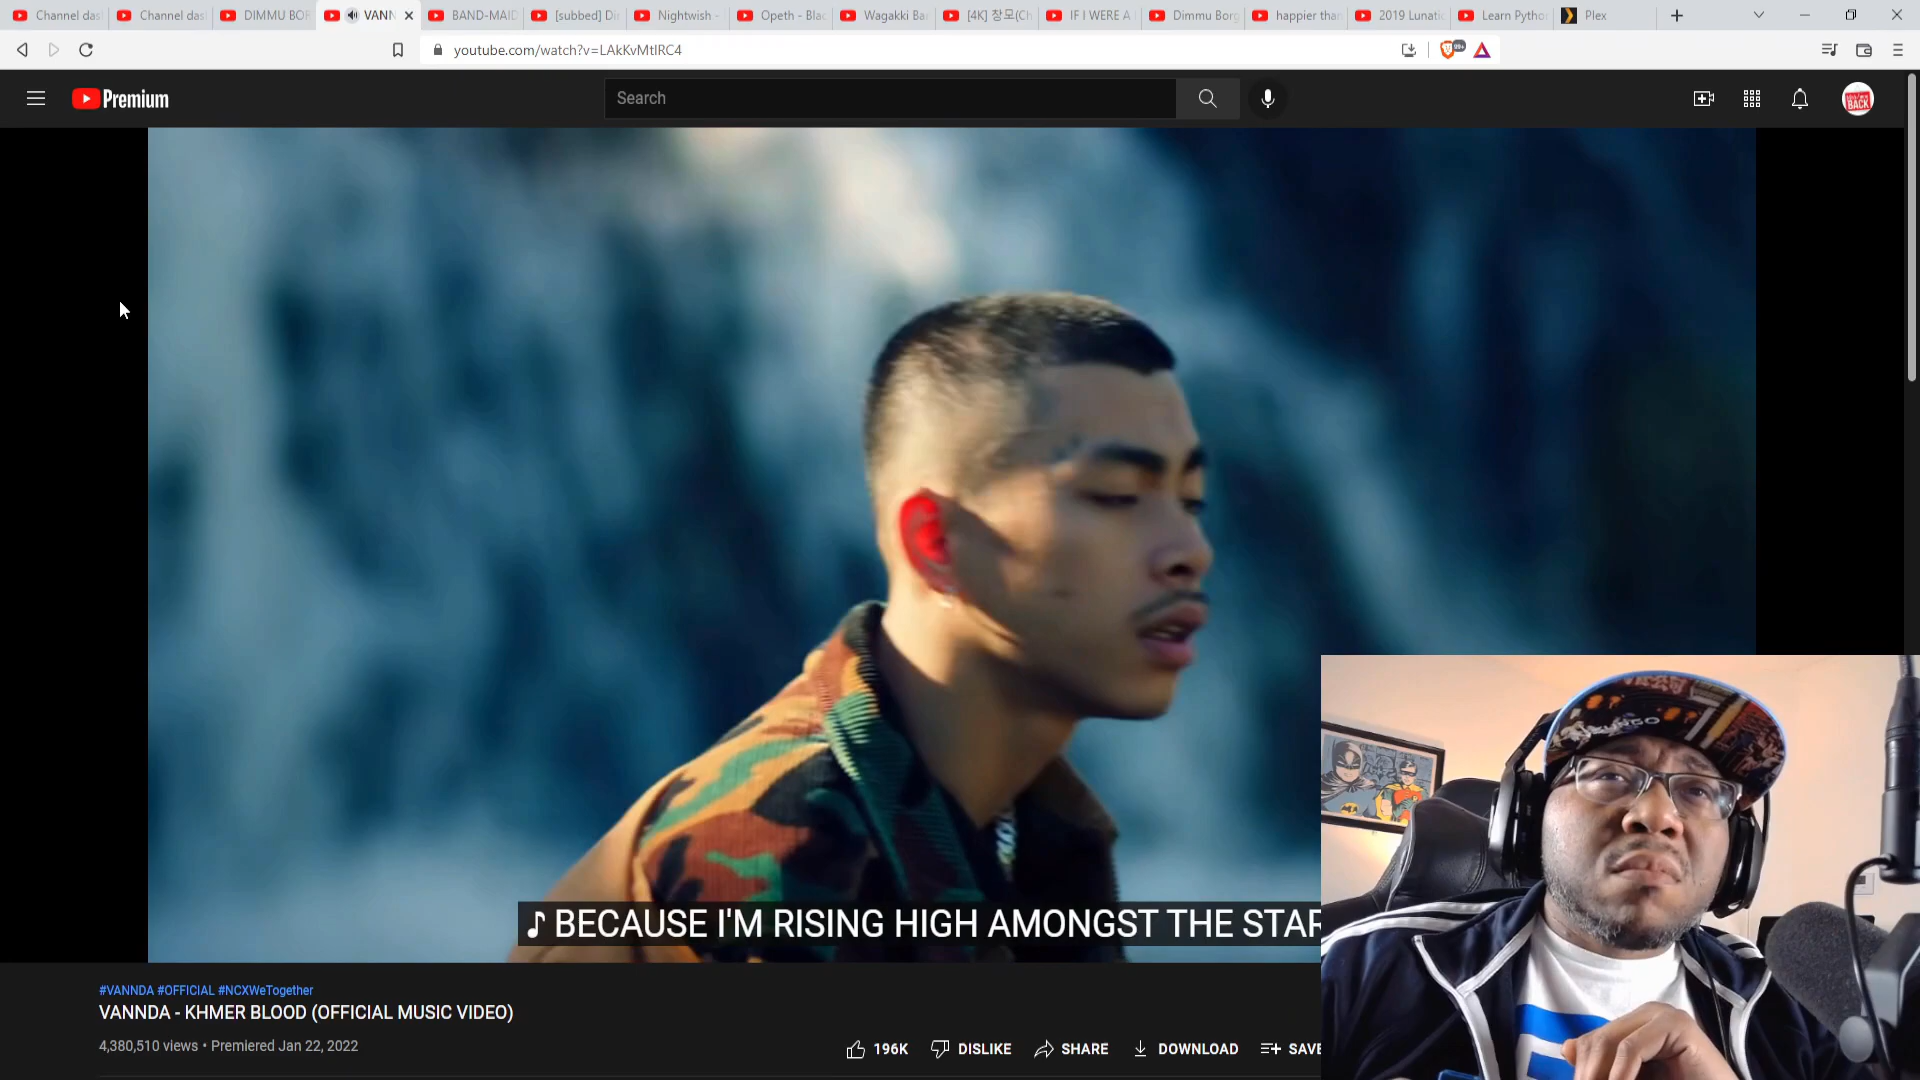 Channel das
Channel das
DIMMU BOR
VANN
BAND-MAID
[subbed] Di
Nightwish -
Opeth - Blac
Wagakki Ba
[4K] 창모(Ch
IF I WERE A
Dimmu Borg
happier than
2019 Lunatic
Learn Pytho
Plex
youtube.com/watch?v=LAkKvMtIRC4
99+
Premium
Search
BACK
♪ BECAUSE I'M RISING HIGH AMONGST THE STAR
#VANNDA #OFFICIAL #NCXWeTogether
VANNDA - KHMER BLOOD (OFFICIAL MUSIC VIDEO)
4,380,510 views • Premiered Jan 22, 2022
196K
DISLIKE
SHARE
DOWNLOAD
SAVE